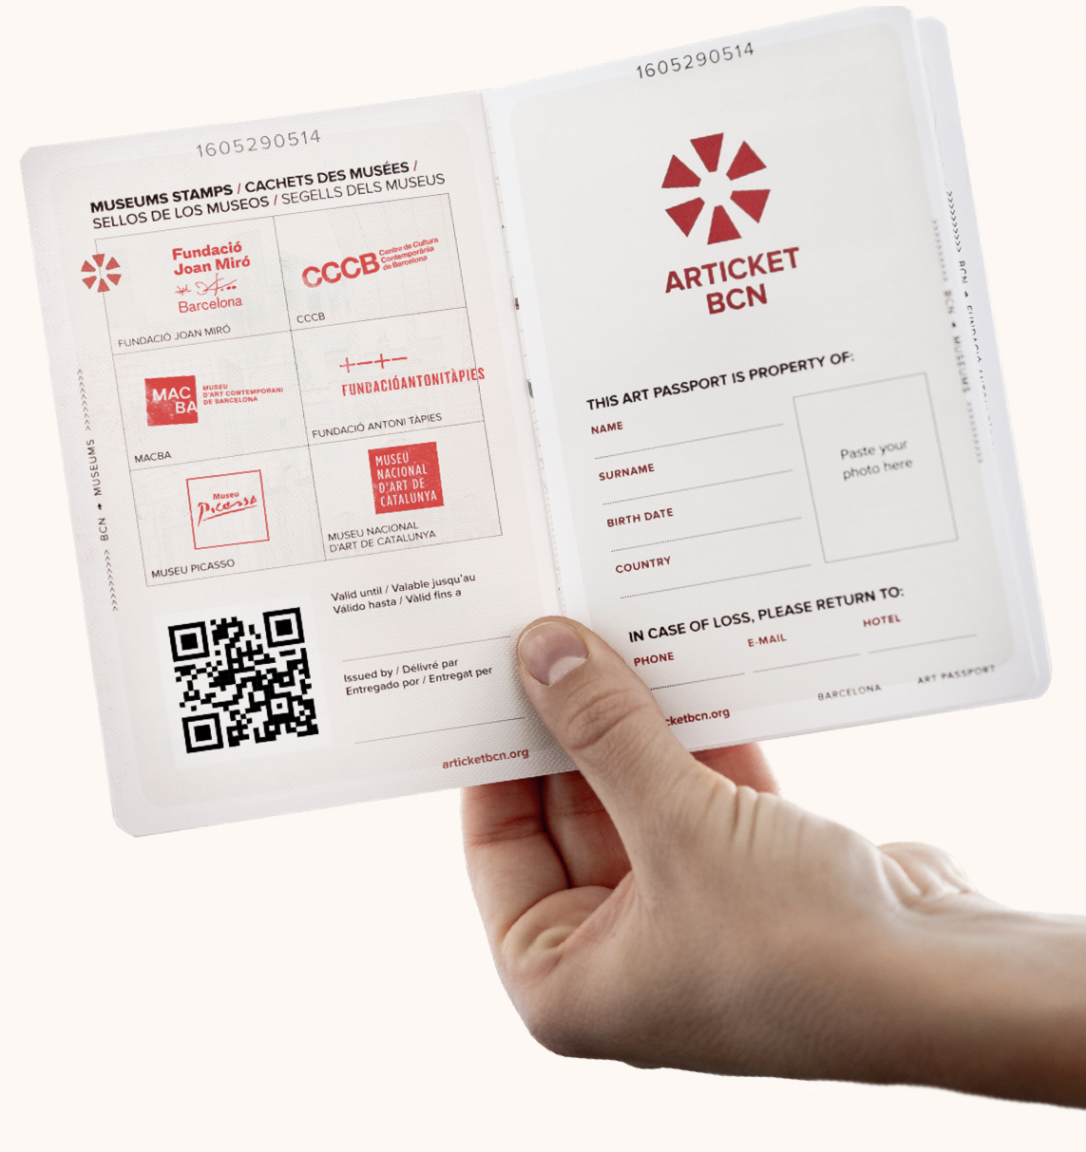 1605290514
MUSEUMS STAMPS / CACHETS DES MUSÉES /
SELLOS DE LOS MUSEOS / SEGELLS DELS MUSEUS
Fundació
Joan Miró
Barcelona
FUNDACIÓ JOAN MIRÓ
CCCB
Centre de Cultura
Contemporània
de Barcelona
CCCB
MAC
BA
MUSEU
D'ART CONTEMPORANI
DE BARCELONA
MACBA
FUNDACIÓANTONITÀPIES
FUNDACIÓ ANTONI TÀPIES
Museu
Picasso
MUSEU PICASSO
MUSEU
NACIONAL
D'ART DE
CATALUNYA
MUSEU NACIONAL
D'ART DE CATALUNYA
<<<<<< BCN MUSEUMS >>>>>>
Valid until / Valable jusqu'au
Válido hasta / Vàlid fins a
Issued by / Délivré par
Entregado por / Entregat per
articketbcn.org
1605290514
ARTICKET
BCN
THIS ART PASSPORT IS PROPERTY OF:
NAME
SURNAME
BIRTH DATE
COUNTRY
Paste your
photo here
IN CASE OF LOSS, PLEASE RETURN TO:
PHONE
E-MAIL
HOTEL
cketbcn.org
BARCELONA
ART PASSPORT
BCN MUSEUMS
BCN